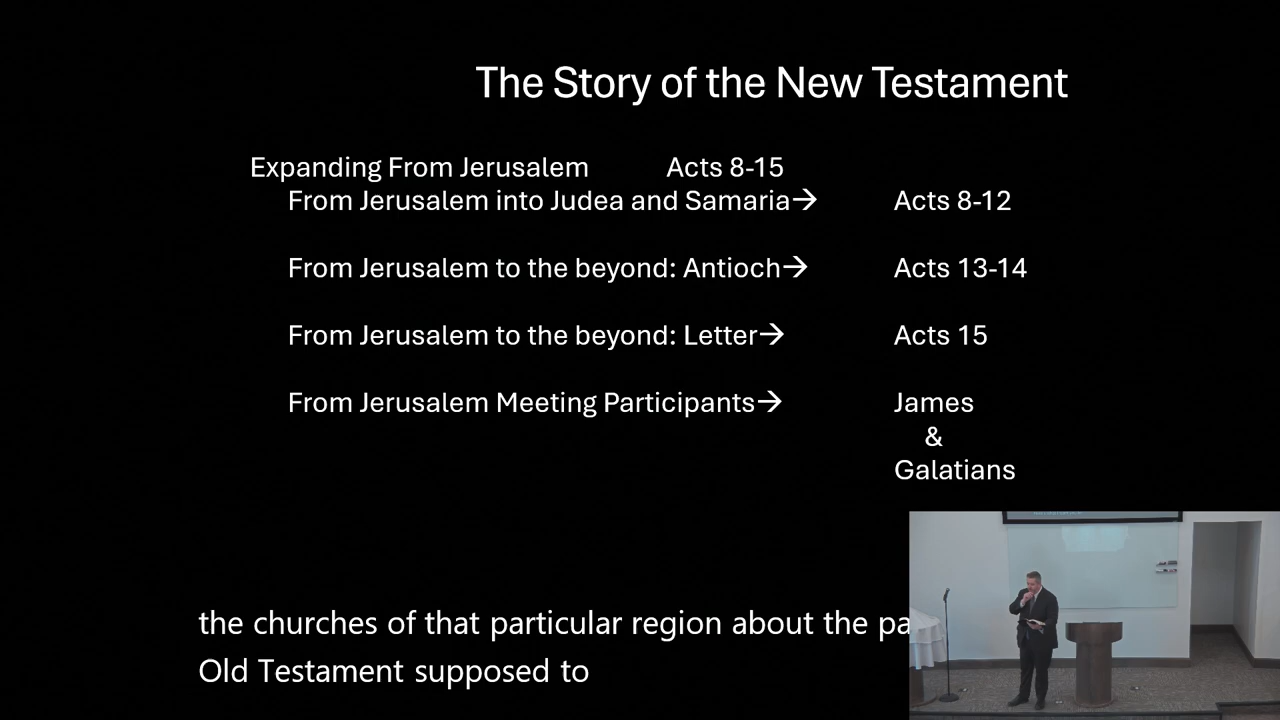 The Story of the New Testament
Expanding From Jerusalem Acts 8-15
From Jerusalem into Judea and Samaria→ Acts 8-12
From Jerusalem to the beyond: Antioch→ Acts 13-14
From Jerusalem to the beyond: Letter→ Acts 15
From Jerusalem Meeting Participants→ James
&
Galatians
the churches of that particular region about the
Old Testament supposed to